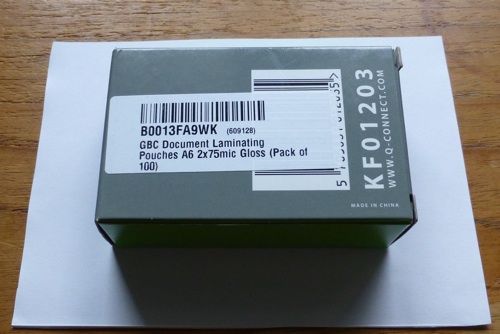 B0013FA9WK (609128)
GBC Document Laminating
Pouches A6 2x75mic Gloss (Pack of
100)
KF01203
WWW.Q-CONNECT.COM
MADE IN CHINA